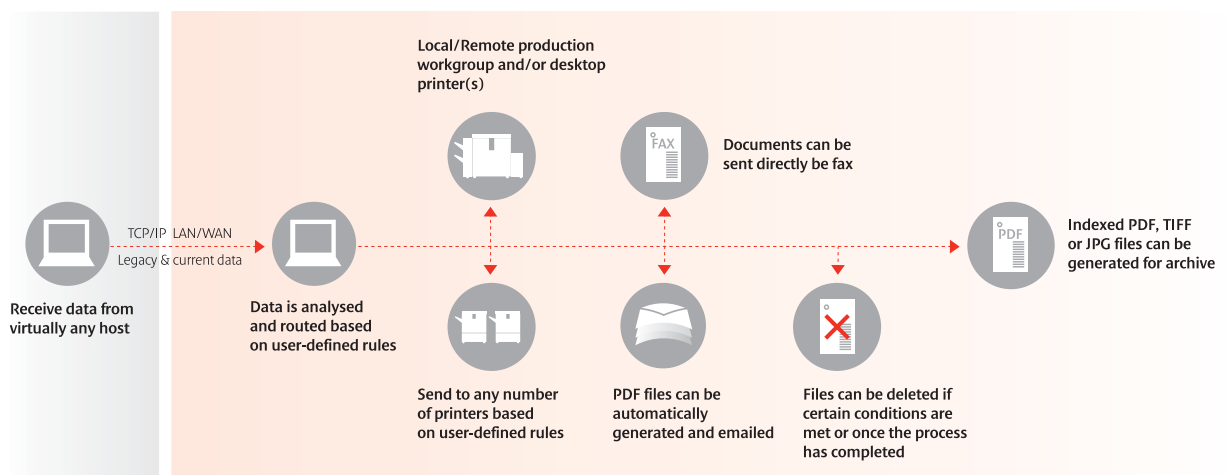 Local/Remote production
workgroup and/or desktop
printer(s)
FAX
Documents can be
sent directly be fax
TCP/IP LAN/WAN
Legacy & current data
PDF
Indexed PDF, TIFF
or JPG files can be
generated for archive
Receive data from
virtually any host
Data is analysed
and routed based
on user-defined rules
Send to any number
of printers based
on user-defined rules
PDF files can be
automatically
generated and emailed
Files can be deleted if
certain conditions are
met or once the process
has completed